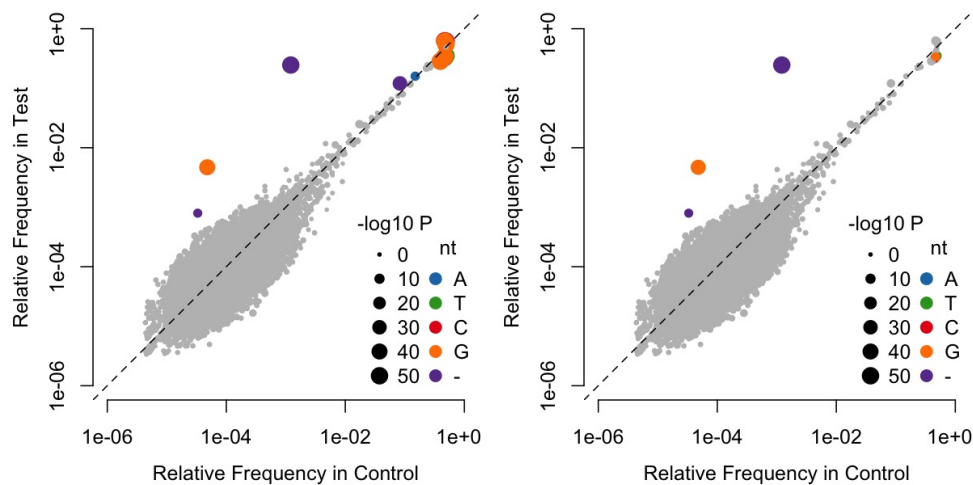 1e+0
1e-02
1e-04
1e-06
Relative Frequency in Test
-log10 P
nt
0
10 A
20 T
30 C
40 G
50 -
1e-06 1e-04 1e-02 1e+0
Relative Frequency in Control
1e+0
1e-02
1e-04
1e-06
Relative Frequency in Test
-log10 P
nt
0
10 A
20 T
30 C
40 G
50 -
1e-06 1e-04 1e-02 1e+0
Relative Frequency in Control